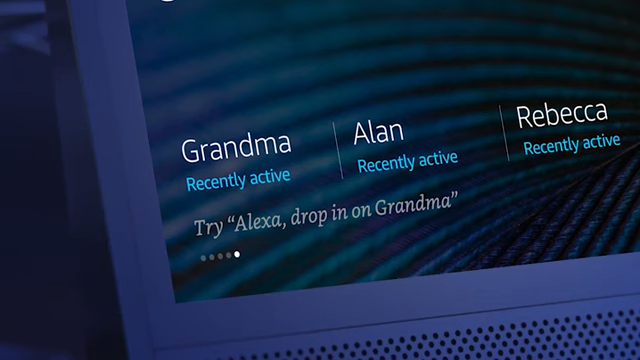 Grandma
Recently active
Alan
Recently active
Rebecca
Recently active
Try “Alexa, drop in on Grandma”